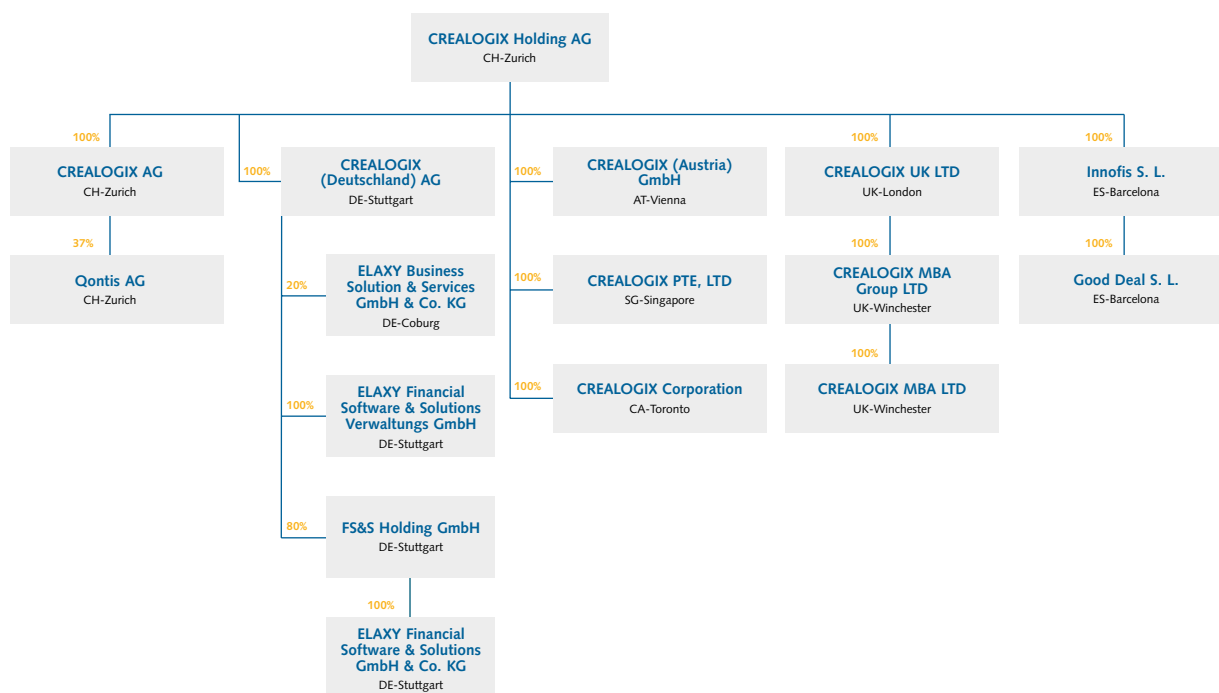 CREALOGIX Holding AG
CH-Zurich
100%
CREALOGIX AG
CH-Zurich
37%
Qontis AG
CH-Zurich
100%
CREALOGIX
(Deutschland) AG
DE-Stuttgart
20%
ELAXY Business
Solution & Services
GmbH & Co. KG
DE-Coburg
100%
ELAXY Financial
Software & Solutions
Verwaltungs GmbH
DE-Stuttgart
80%
FS&S Holding GmbH
DE-Stuttgart
100%
ELAXY Financial
Software & Solutions
GmbH & Co. KG
DE-Stuttgart
100%
CREALOGIX (Austria)
GmbH
AT-Vienna
100%
CREALOGIX PTE, LTD
SG-Singapore
100%
CREALOGIX Corporation
CA-Toronto
100%
CREALOGIX UK LTD
UK-London
100%
CREALOGIX MBA
Group LTD
UK-Winchester
100%
CREALOGIX MBA LTD
UK-Winchester
100%
Innofis S. L.
ES-Barcelona
100%
Good Deal S. L.
ES-Barcelona